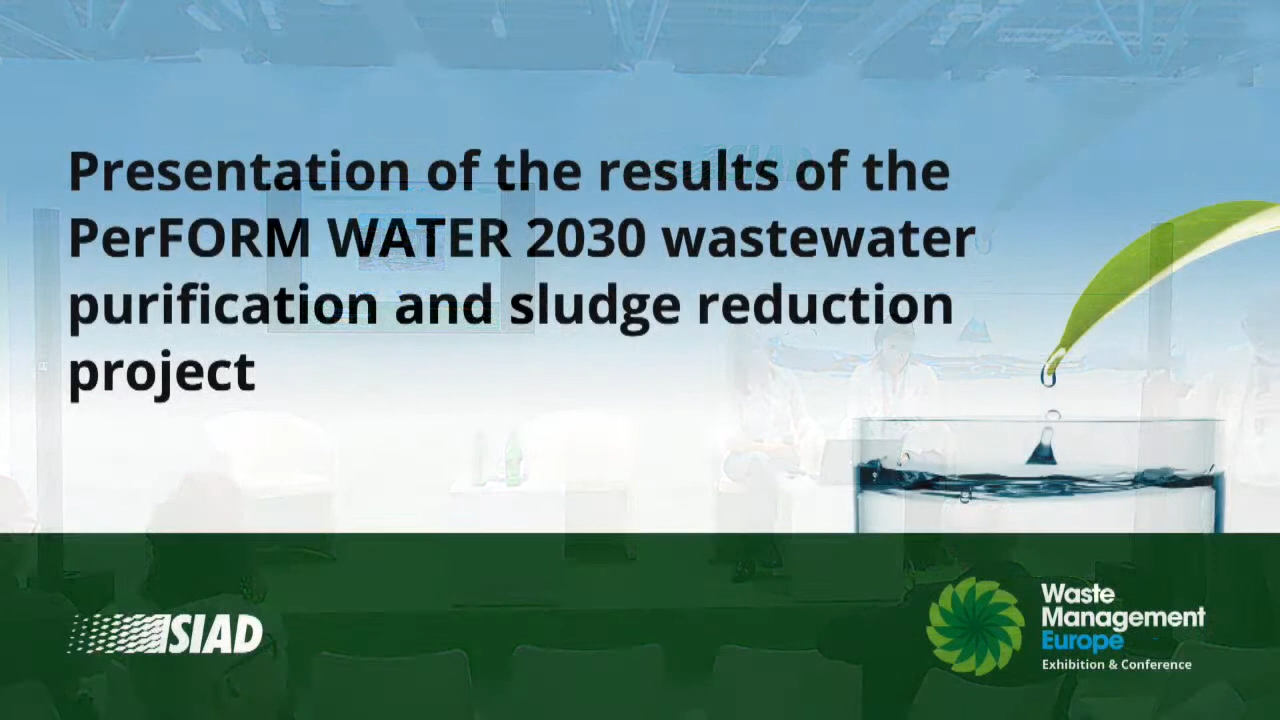 Presentation of the results of the
PerFORM WATER 2030 wastewater
purification and sludge reduction
project
SIAD
Waste
Management
Europe
Exhibition & Conference